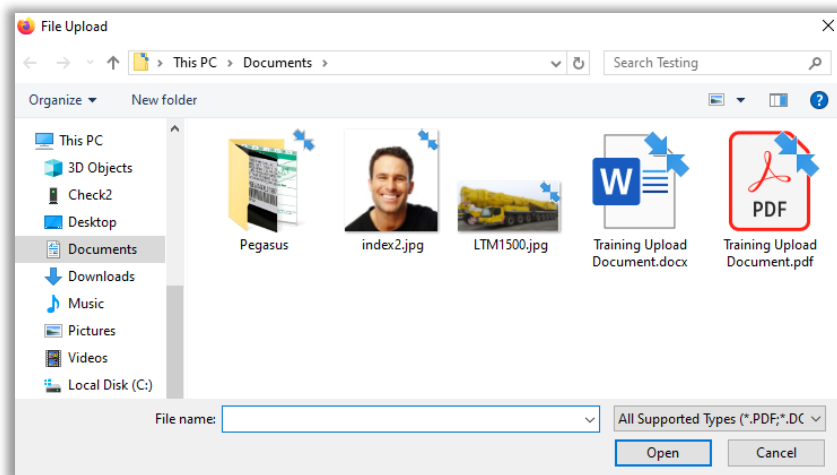 File Upload
This PC > Documents >
Search Testing
Organize
New folder
This PC
3D Objects
Check2
Desktop
Documents
Downloads
Music
Pictures
Videos
Local Disk (C:)
Pegasus
index2.jpg
LTM1500.jpg
W
Training Upload
Document.docx
PDF
Training Upload
Document.pdf
File name:
All Supported Types (*.PDF;*.DC
Open
Cancel